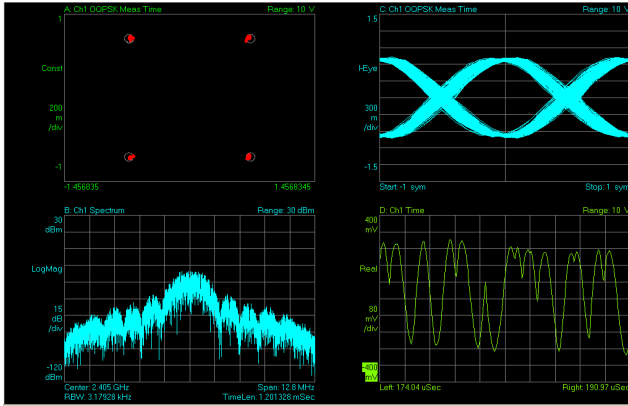 A: Ch1 OQPSK Meas Time
Range: 10 V
1
Const
200
m
/div
-1
-1.456835
1.4568345
C: Ch1 OQPSK Meas Time
Range: 10 V
1.5
I-Eye
300
m
/div
-1.5
Start: -1 sym
Stop: 1 sym
B: Ch1 Spectrum
Range: 30 dBm
30
dBm
LogMag
15
dB
/div
-120
dBm
Center: 2.405 GHz
Span: 12.8 MHz
RBW: 3.17928 kHz
TimeLen: 1.201328 mSec
D: Ch1 Time
Range: 10 V
400
mV
Real
80
mV
/div
-400
mV
Left: 174.04 uSec
Right: 190.97 uSec